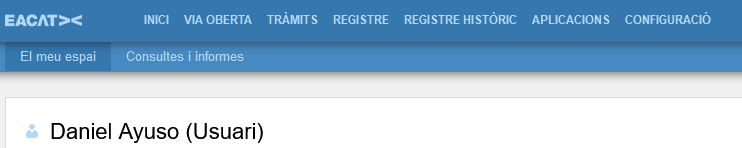 EACAT
INICI VIA OBERTA TRÀMITS REGISTRE REGISTRE HISTÒRIC APLICACIONS CONFIGURACIÓ
El meu espai Consultes i informes
Daniel Ayuso (Usuari)